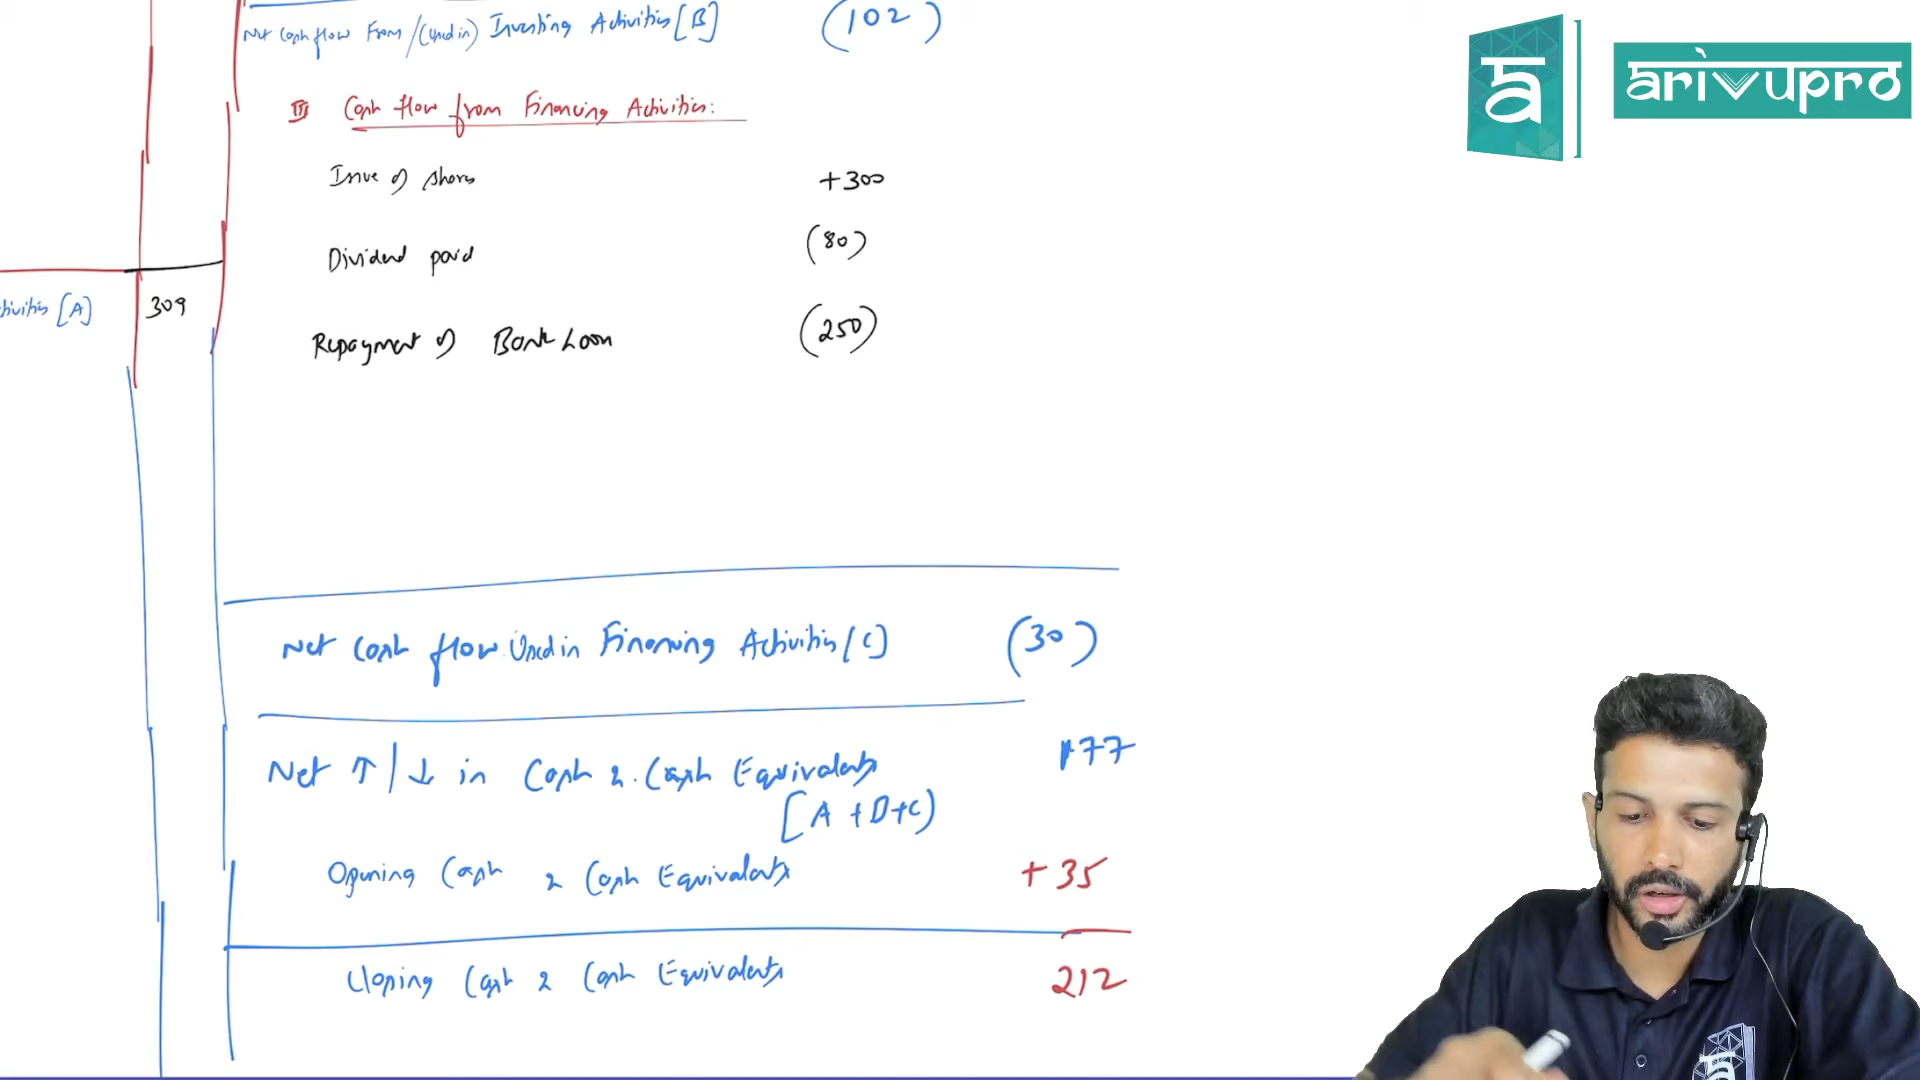 Net Cash flow From/(Used in) Investing Activities [B] (102)
arivupro
III Cash flow from Financing Activities:
Issue of shares +300
Dividend paid (80)
tivities [A] 309
Repayment of Bank Loan (250)
Net Cash flow Used in Financing Activities [C] (30)
Net ↑/↓ in Cash & Cash Equivalents 177
[A+B+C]
Opening Cash & Cash Equivalents +35
Closing Cash & Cash Equivalents 212